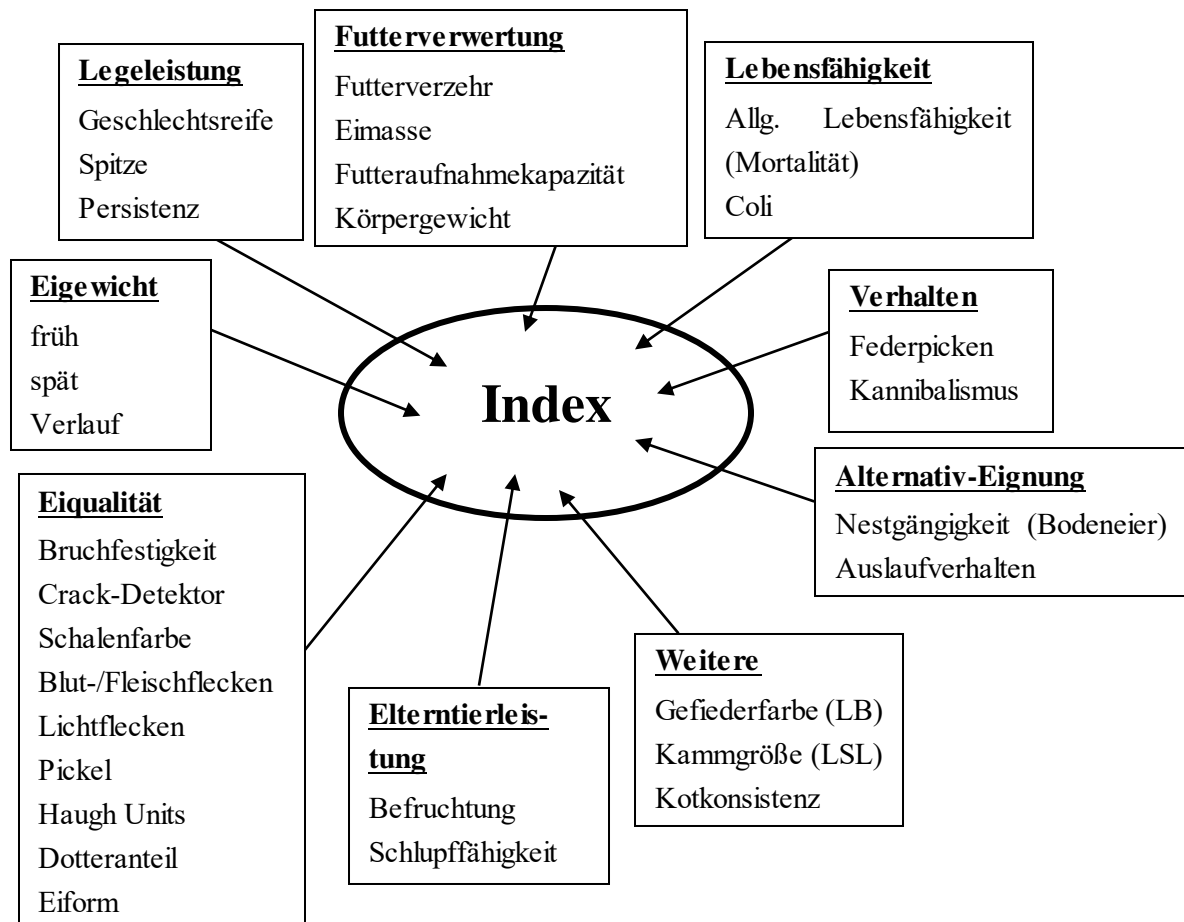 Legeleistung
Geschlechtsreife
Spitze
Persistenz
Futterverwertung
Futterverzehr
Eimasse
Futteraufnahmekapazität
Körpergewicht
Lebensfähigkeit
Allg. Lebensfähigkeit
(Mortalität)
Coli
Eigewicht
früh
spät
Verlauf
Index
Verhalten
Federpicken
Kannibalismus
Alternativ-Eignung
Nestgängigkeit (Bodeneier)
Auslaufverhalten
Eiqualität
Bruchfestigkeit
Crack-Detektor
Schalenfarbe
Blut-/Fleischflecken
Lichtflecken
Pickel
Haugh Units
Dotteranteil
Eiform
Elterntierleis-
tung
Befruchtung
Schlupffähigkeit
Weitere
Gefiederfarbe (LB)
Kammgröße (LSL)
Kotkonsistenz